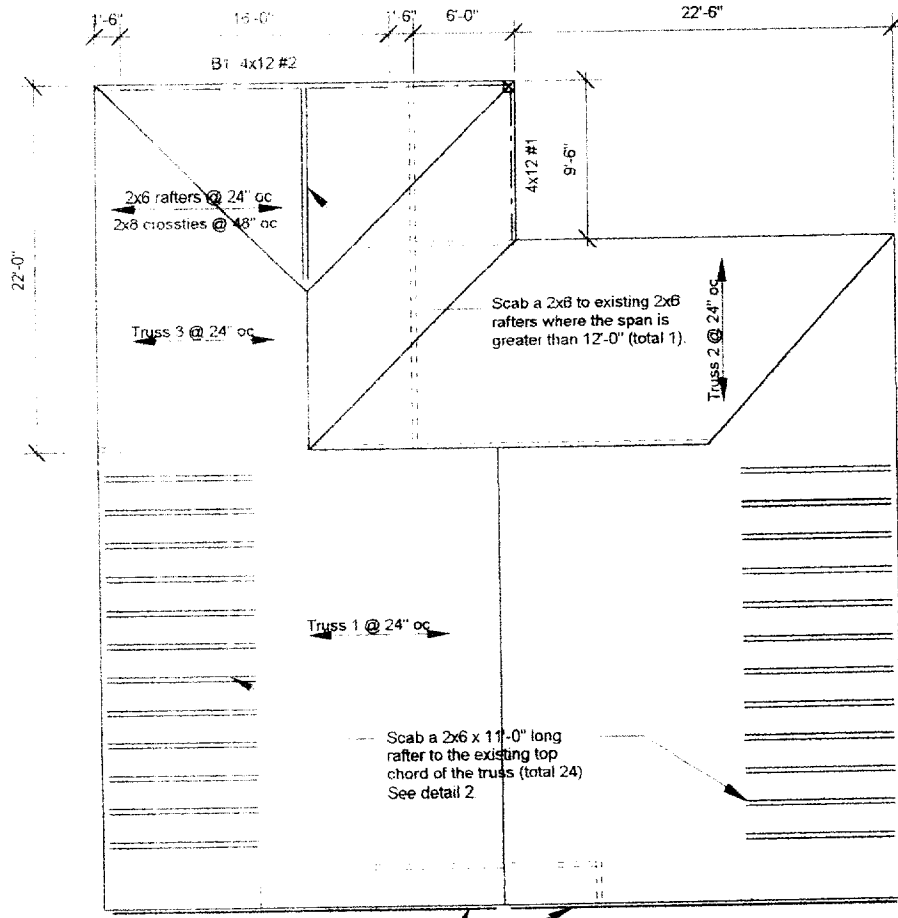 1'-6" 16'-0" 1'-6" 6'-0" 22'-6"
B1 4x12 #2
4x12 #1
9'-6"
2x6 rafters @ 24" oc
2x8 crossties @ 48" oc
22'-0"
Scab a 2x6 to existing 2x6
rafters where the span is
greater than 12'-0" (total 1).
Truss 2 @ 24" oc
Truss 3 @ 24" oc
Truss 1 @ 24" oc
Scab a 2x6 x 11'-0" long
rafter to the existing top
chord of the truss (total 24)
See detail 2